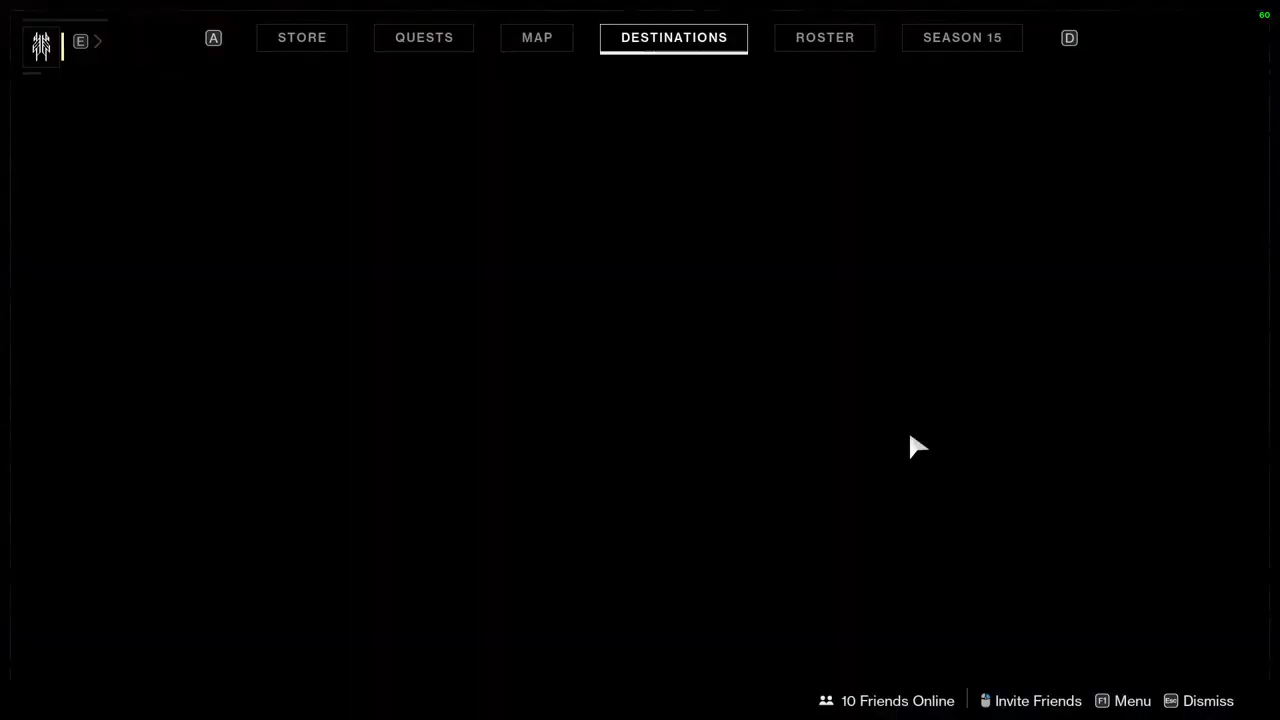 60
E
A
STORE
QUESTS
MAP
DESTINATIONS
ROSTER
SEASON 15
D
10 Friends Online
Invite Friends
F1 Menu
Esc Dismiss